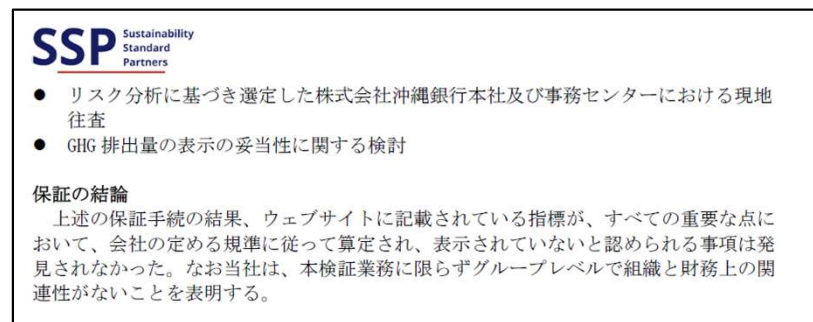 SSP Sustainability
Standard
Partners
● リスク分析に基づき選定した株式会社沖縄銀行本社及び事務センターにおける現地
往査
● GHG 排出量の表示の妥当性に関する検討
保証の結論
上述の保証手続の結果、ウェブサイトに記載されている指標が、すべての重要な点に
おいて、会社の定める規準に従って算定され、表示されていないと認められる事項は発
見されなかった。なお当社は、本検証業務に限らずグループレベルで組織と財務上の関
連性がないことを表明する。